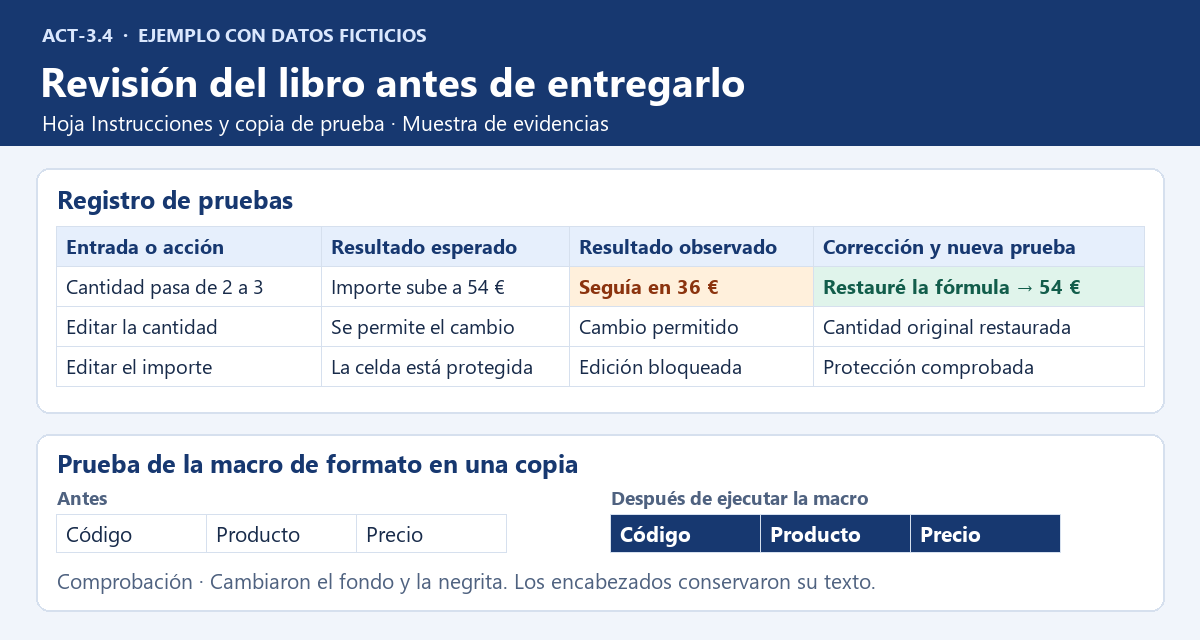 ACT-3.4 · EJEMPLO CON DATOS FICTICIOS
Revisión del libro antes de entregarlo
Hoja Instrucciones y copia de prueba · Muestra de evidencias
Registro de pruebas
Entrada o acción Resultado esperado Resultado observado Corrección y nueva prueba
Cantidad pasa de 2 a 3 Importe sube a 54 € Seguía en 36 € Restauré la fórmula → 54 €
Editar la cantidad Se permite el cambio Cambio permitido Cantidad original restaurada
Editar el importe La celda está protegida Edición bloqueada Protección comprobada
Prueba de la macro de formato en una copia
Antes Después de ejecutar la macro
Código Producto Precio Código Producto Precio
Comprobación · Cambiaron el fondo y la negrita. Los encabezados conservaron su texto.